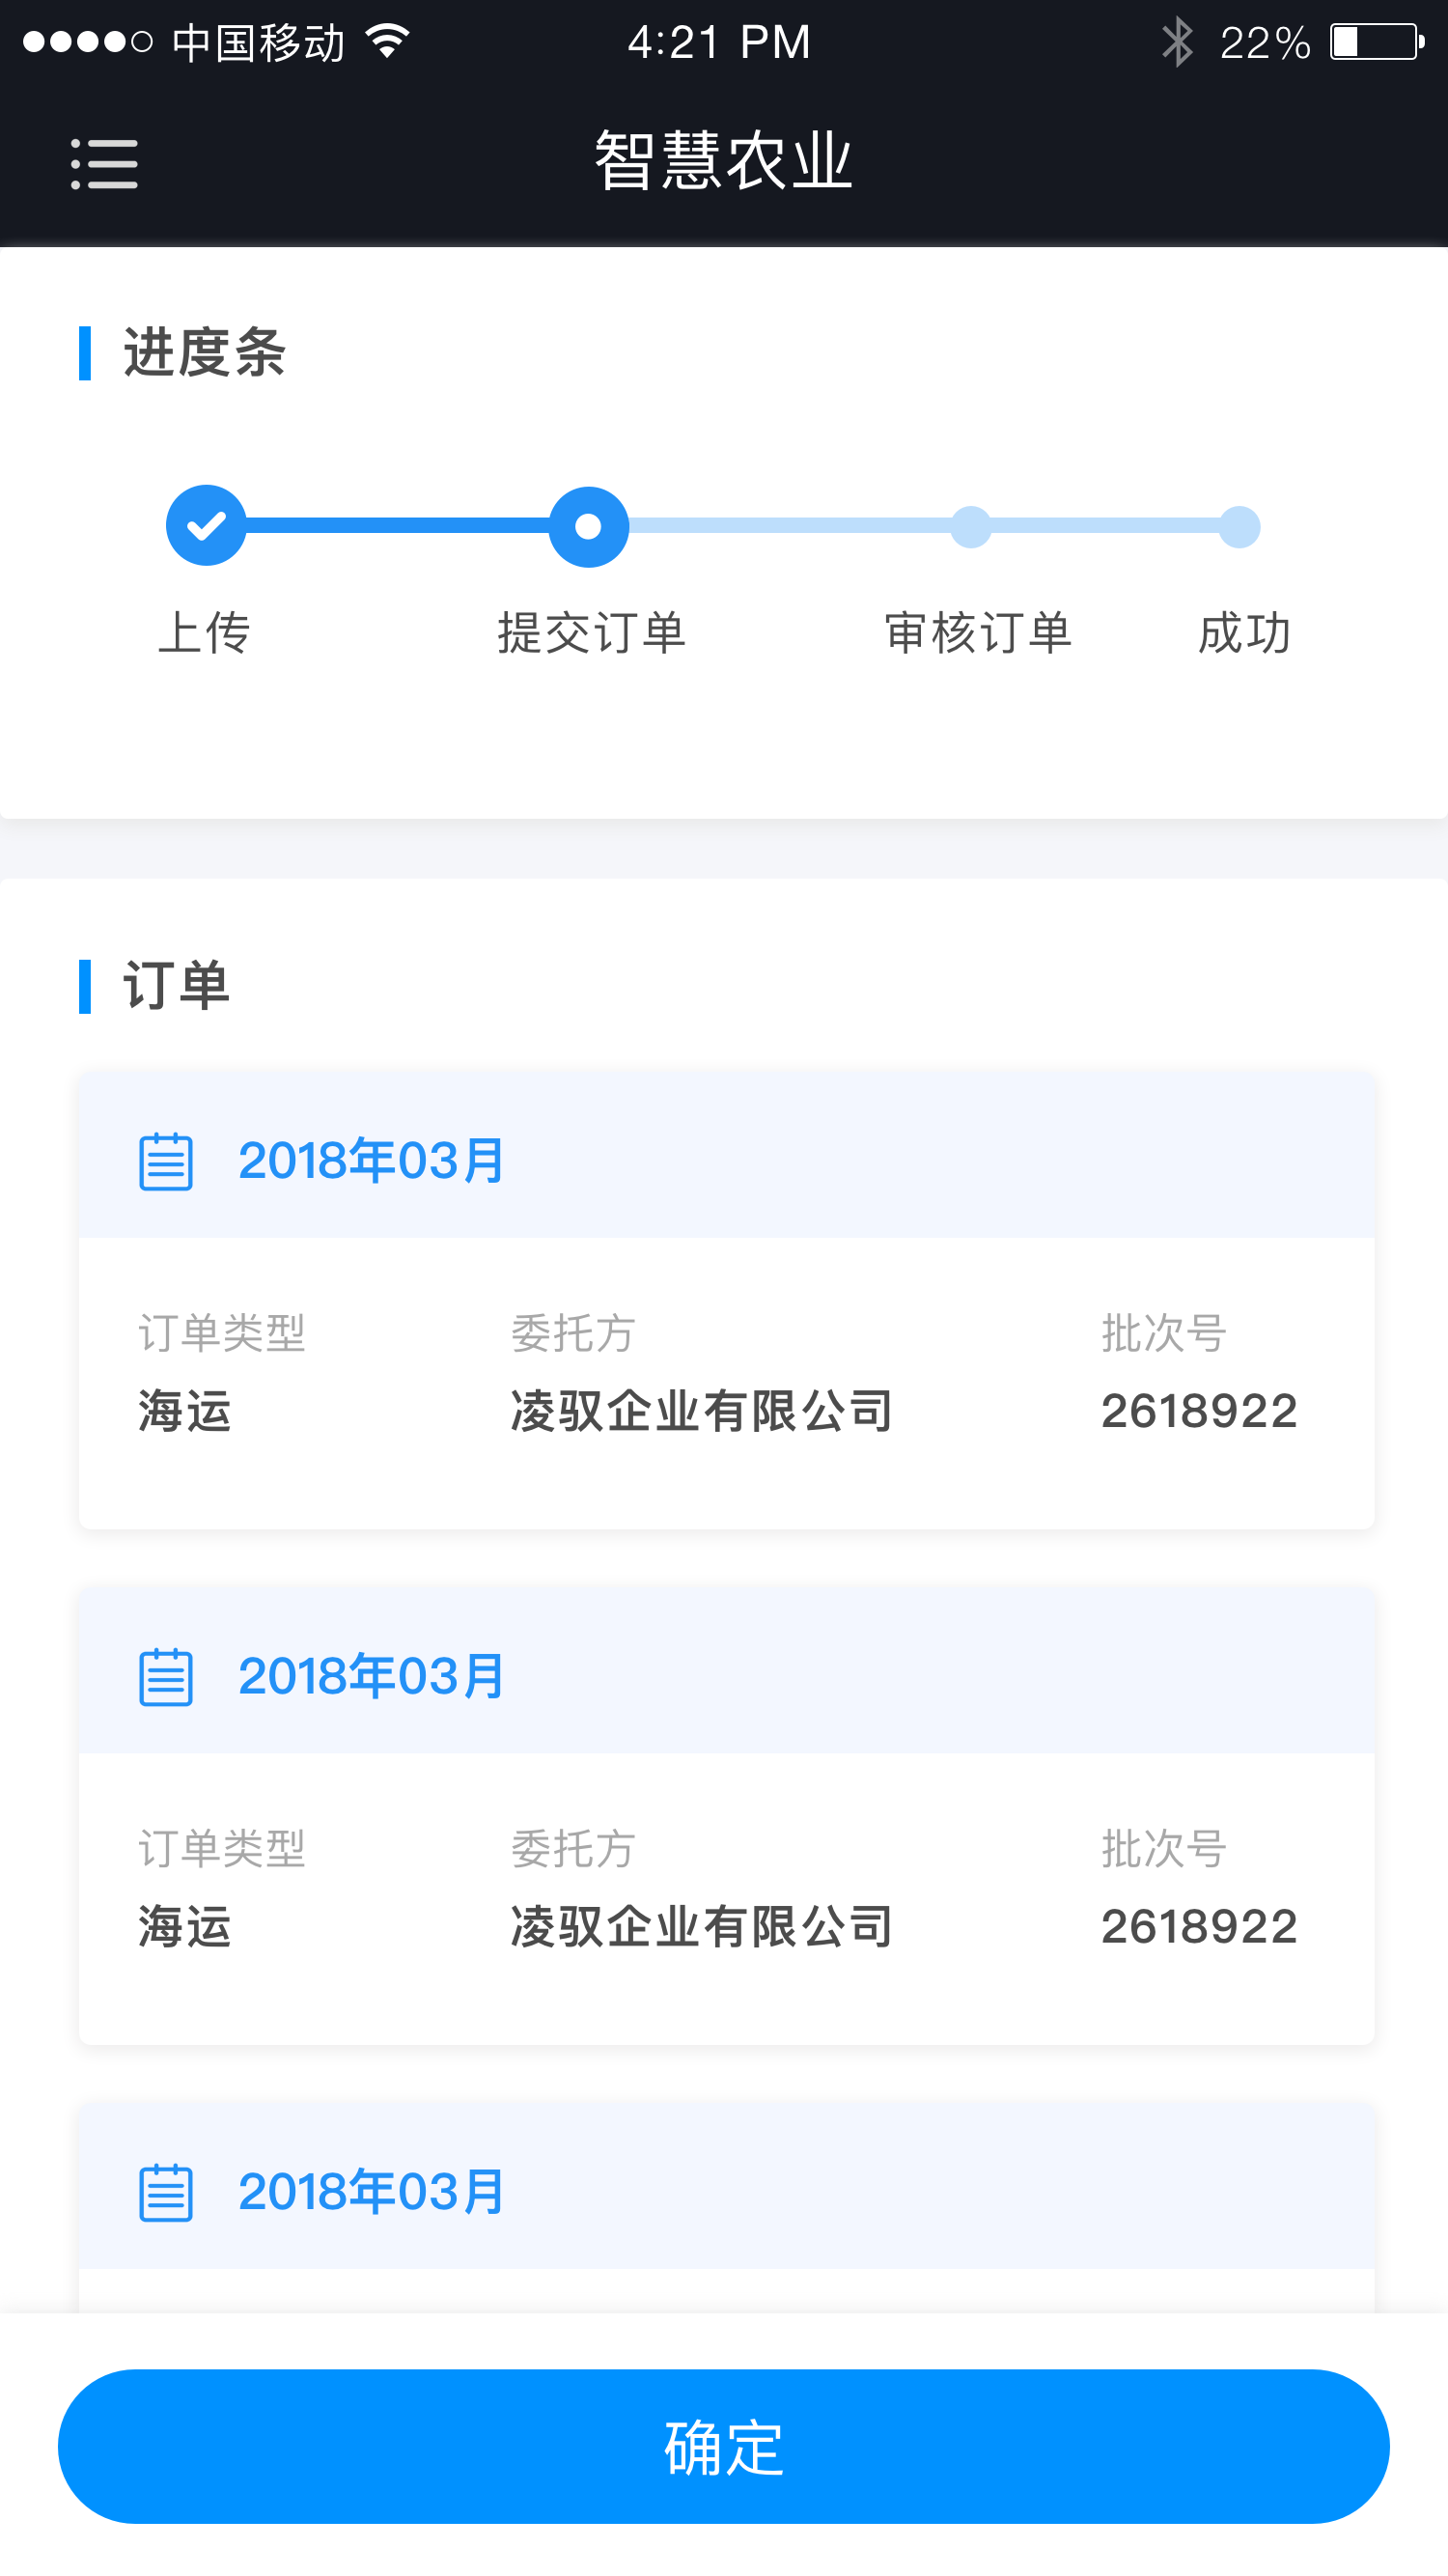 中国移动 4:21 PM 22%
智慧农业
进度条
上传 提交订单 审核订单 成功
订单
2018年03月
订单类型 委托方 批次号
海运 凌驭企业有限公司 2618922
2018年03月
订单类型 委托方 批次号
海运 凌驭企业有限公司 2618922
2018年03月
确定